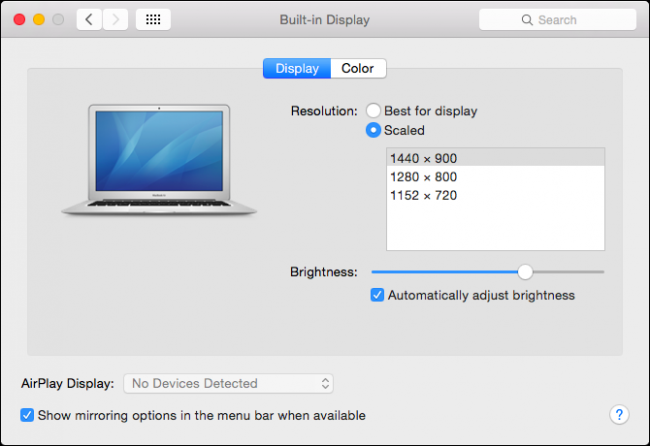 Built-in Display
Search
Display Color
Resolution: Best for display
Scaled
1440 × 900
1280 × 800
1152 × 720
Brightness:
Automatically adjust brightness
AirPlay Display: No Devices Detected
Show mirroring options in the menu bar when available ?